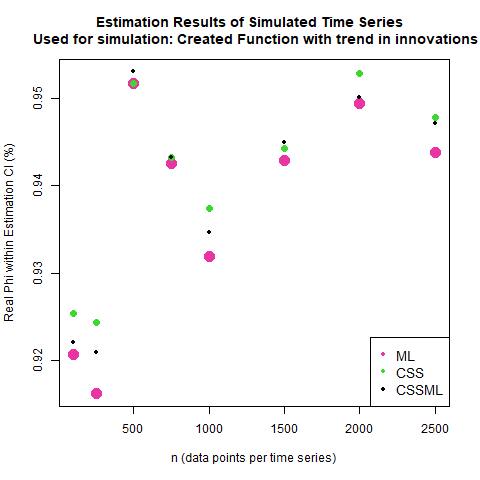 Estimation Results of Simulated Time Series
Used for simulation: Created Function with trend in innovations
Real Phi within Estimation CI (%)
0.95
0.94
0.93
0.92
ML
CSS
CSSML
500
1000
1500
2000
2500
n (data points per time series)